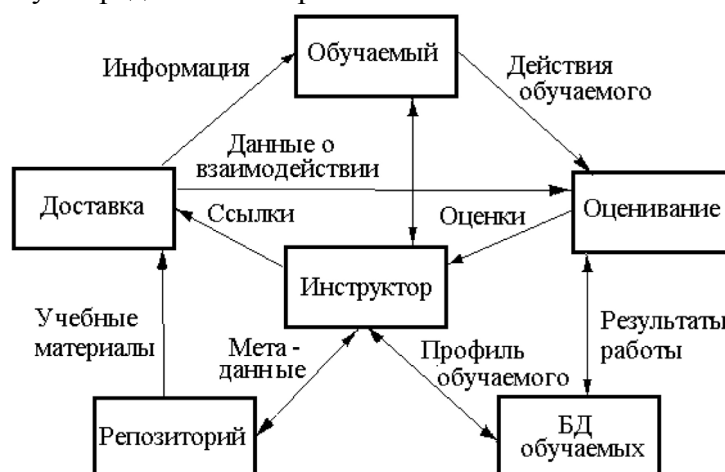 Обучаемый
Информация
Действия
обучаемого
Данные о
взаимодействии
Доставка
Ссылки
Оценки
Оценивание
Инструктор
Учебные
материалы
Мета-
данные
Профиль
обучаемого
Результаты
работы
Репозиторий
БД
обучаемых